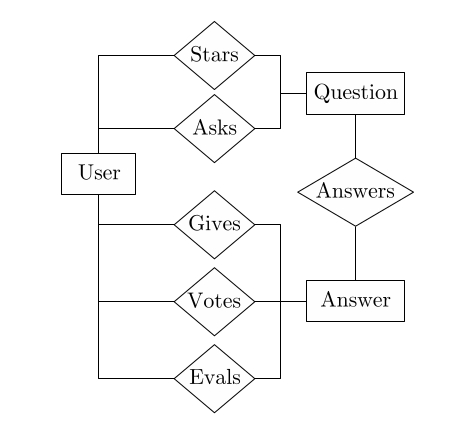 Stars
Question
Asks
User
Answers
Gives
Votes
Answer
Evals